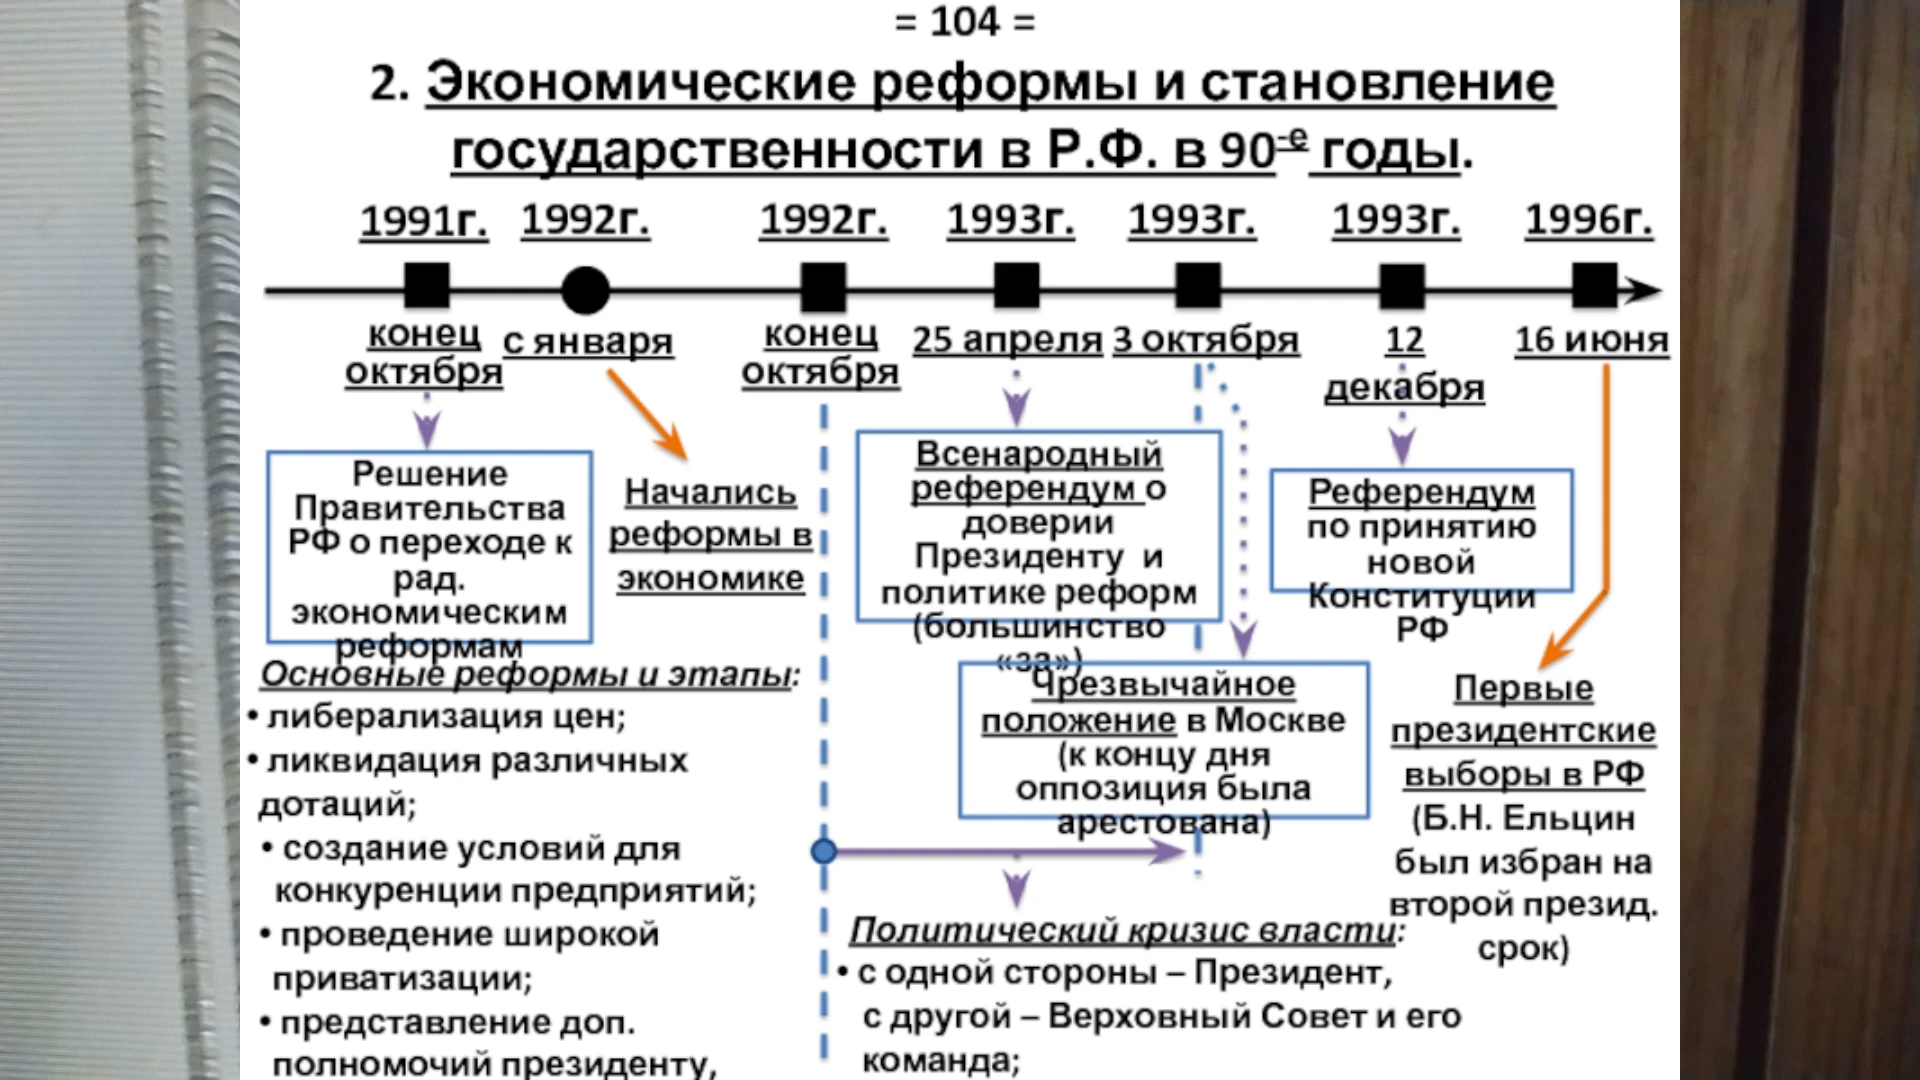 = 104 =
2. Экономические реформы и становление
государственности в Р.Ф. в 90-е годы.
1991г. 1992г. 1992г. 1993г. 1993г. 1993г. 1996г.
конец
октября
с января
конец
октября
25 апреля
3 октября
12
декабря
16 июня
Решение
Правительства
РФ о переходе к
рад.
экономическим
реформам
Начались
реформы в
экономике
Всенародный
референдум о
доверии
Президенту и
политике реформ
(большинство
«за»)
Чрезвычайное
положение в Москве
(к концу дня
оппозиция была
арестована)
Референдум
по принятию
новой
Конституции
РФ
Первые
президентские
выборы в РФ
(Б.Н. Ельцин
был избран на
второй презид.
срок)
Основные реформы и этапы:
• либерализация цен;
• ликвидация различных
дотаций;
• создание условий для
конкуренции предприятий;
• проведение широкой
приватизации;
• представление доп.
полномочий президенту,
Политический кризис власти:
• с одной стороны – Президент,
с другой – Верховный Совет и его
команда;